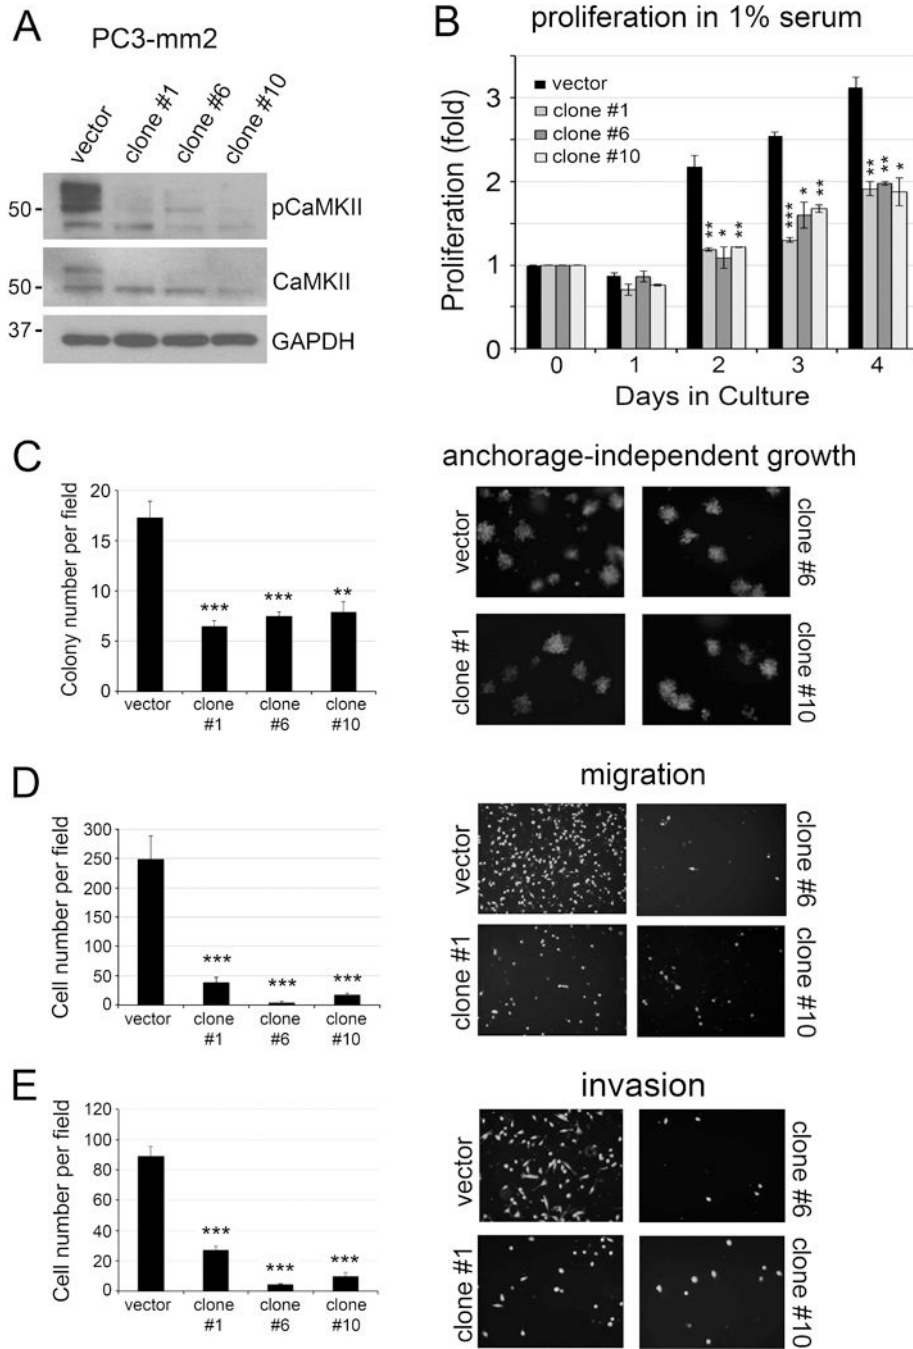 A
PC3-mm2
vector
clone #1
clone #6
clone #10
50
pCaMKII
50
CaMKII
37
GAPDH
B
proliferation in 1% serum
Proliferation (fold)
3
2
1
0
vector
clone #1
clone #6
clone #10
** * **
*** * **
** ** *
0 1 2 3 4
Days in Culture
C
Colony number per field
20
15
10
5
0
*** *** **
vector clone clone clone
#1 #6 #10
anchorage-independent growth
vector
clone #6
clone #1
clone #10
D
Cell number per field
300
250
200
150
100
50
0
*** *** ***
vector clone clone clone
#1 #6 #10
migration
vector
clone #6
clone #1
clone #10
E
Cell number per field
120
100
80
60
40
20
0
*** *** ***
vector clone clone clone
#1 #6 #10
invasion
vector
clone #6
clone #1
clone #10